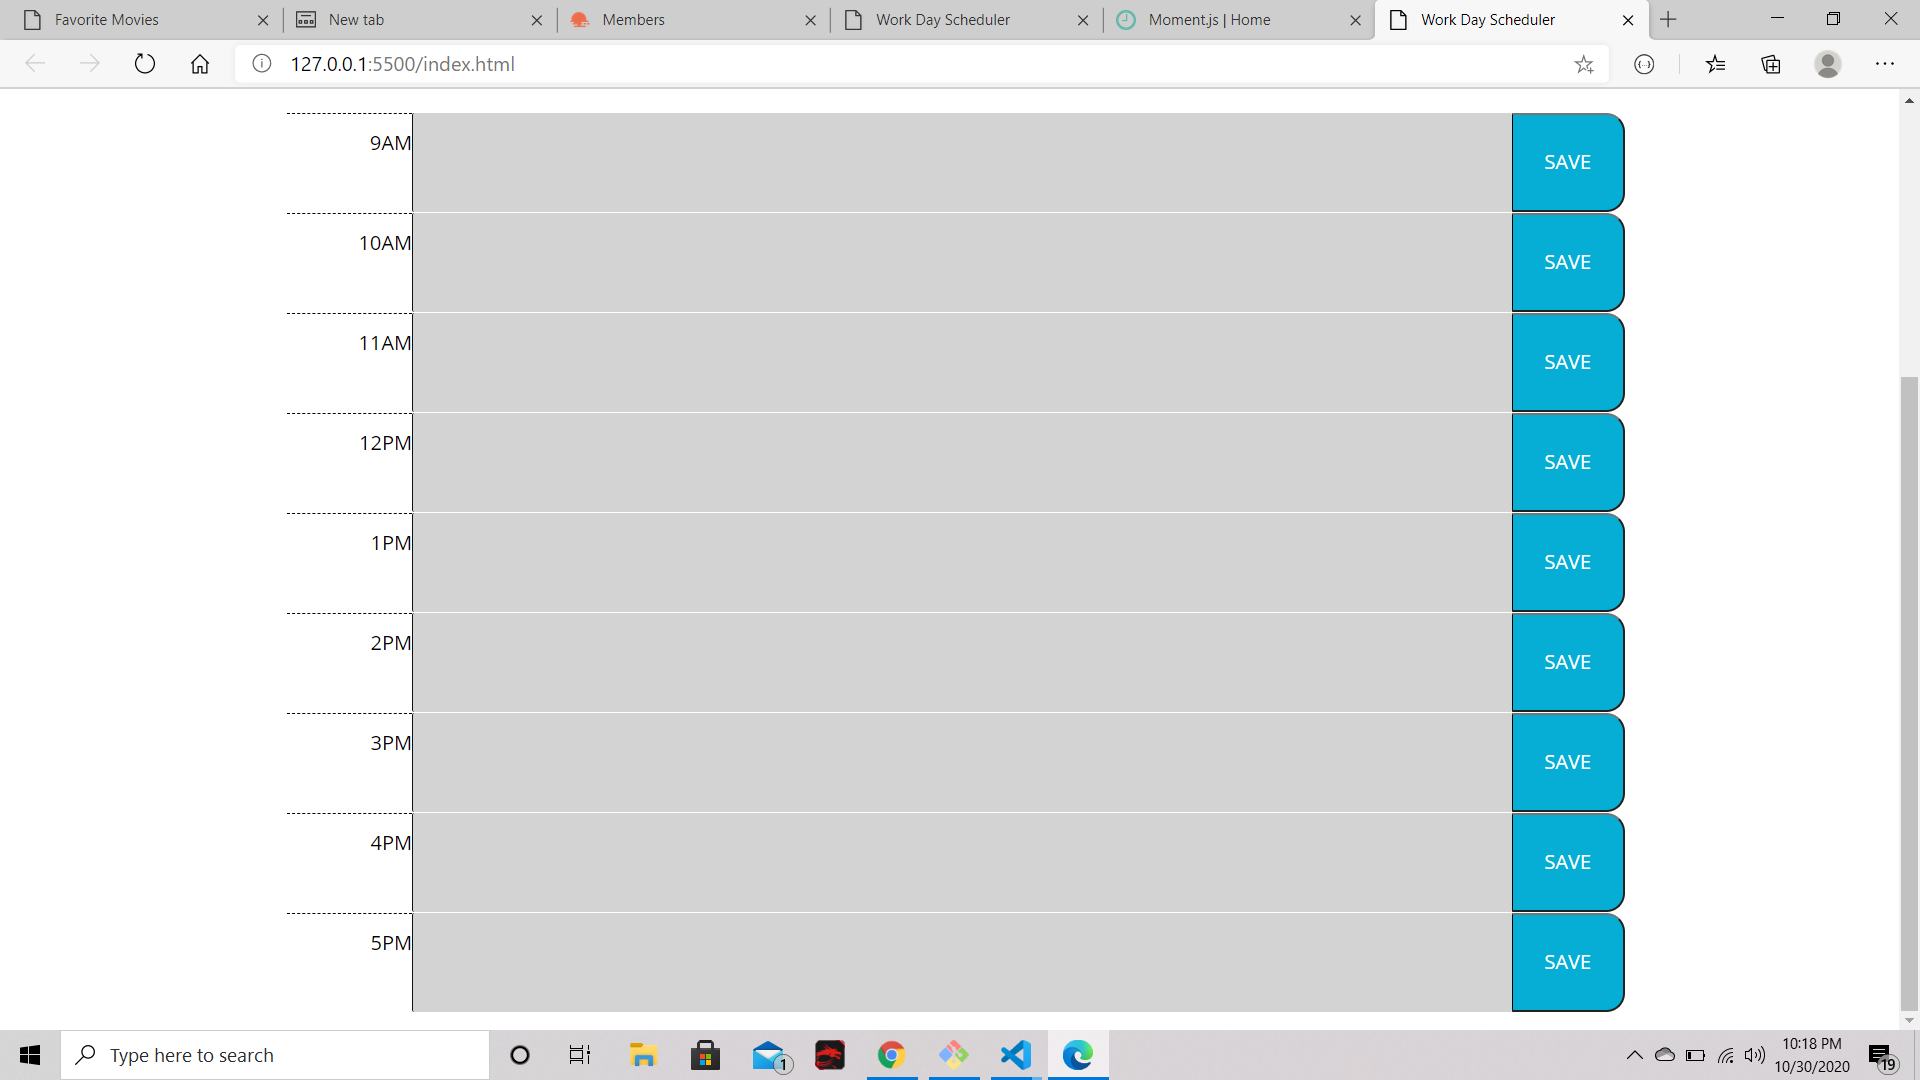 Favorite Movies
New tab
Members
Work Day Scheduler
Moment.js | Home
Work Day Scheduler
127.0.0.1:5500/index.html
9AM
SAVE
10AM
SAVE
11AM
SAVE
12PM
SAVE
1PM
SAVE
2PM
SAVE
3PM
SAVE
4PM
SAVE
5PM
SAVE
Type here to search
1
10:18 PM
10/30/2020
19